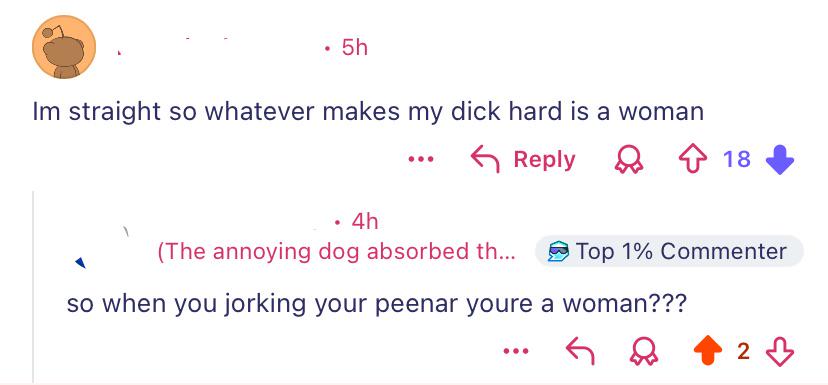 • 5h
Im straight so whatever makes my dick hard is a woman
... Reply 18
• 4h
(The annoying dog absorbed th... Top 1% Commenter
so when you jorking your peenar youre a woman???
... 2